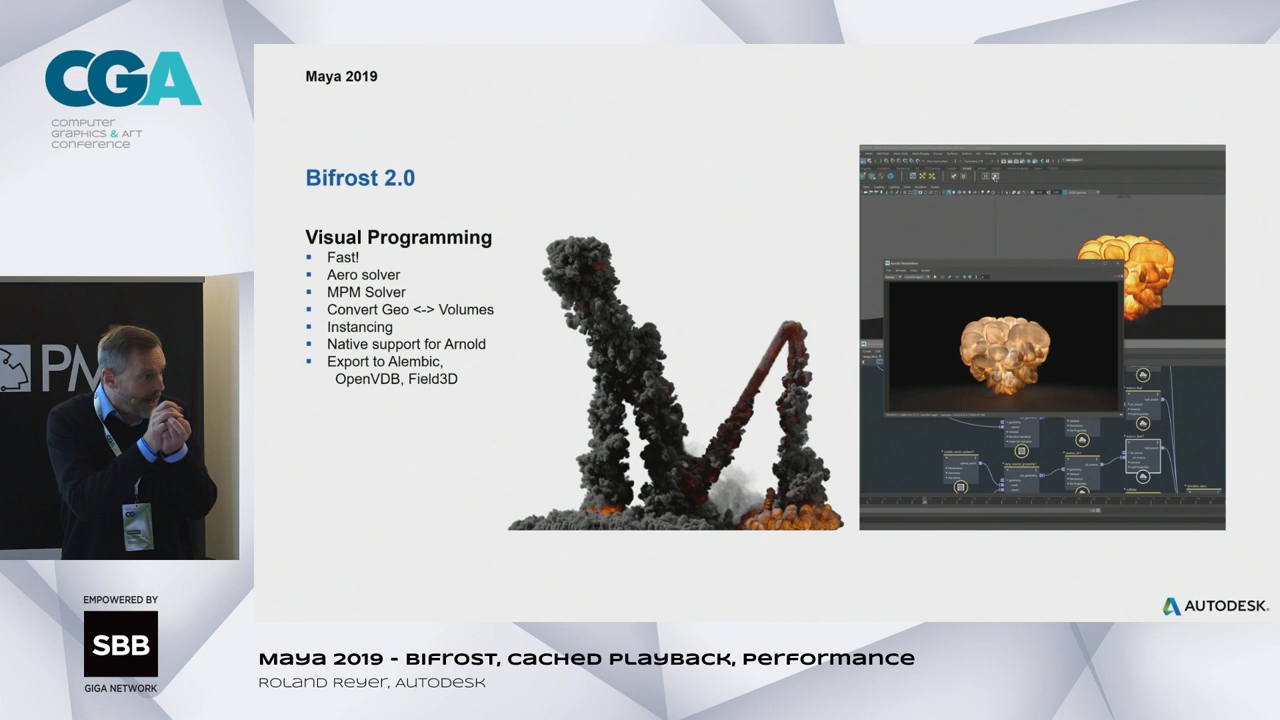 CGA
COMPUTER
GRAPHICS & ART
CONFERENCE
Maya 2019
Bifrost 2.0
Visual Programming
Fast!
Aero solver
MPM Solver
Convert Geo <-> Volumes
Instancing
Native support for Arnold
Export to Alembic,
OpenVDB, Field3D
PM
AUTODESK.
EMPOWERED BY
SBB
GIGA NETWORK
Maya 2019 - Bifrost, Cached Playback, Performance
Roland Reyer, Autodesk